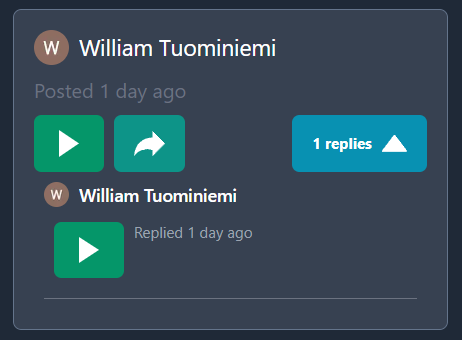 W William Tuominiemi
Posted 1 day ago
1 replies
W William Tuominiemi
Replied 1 day ago